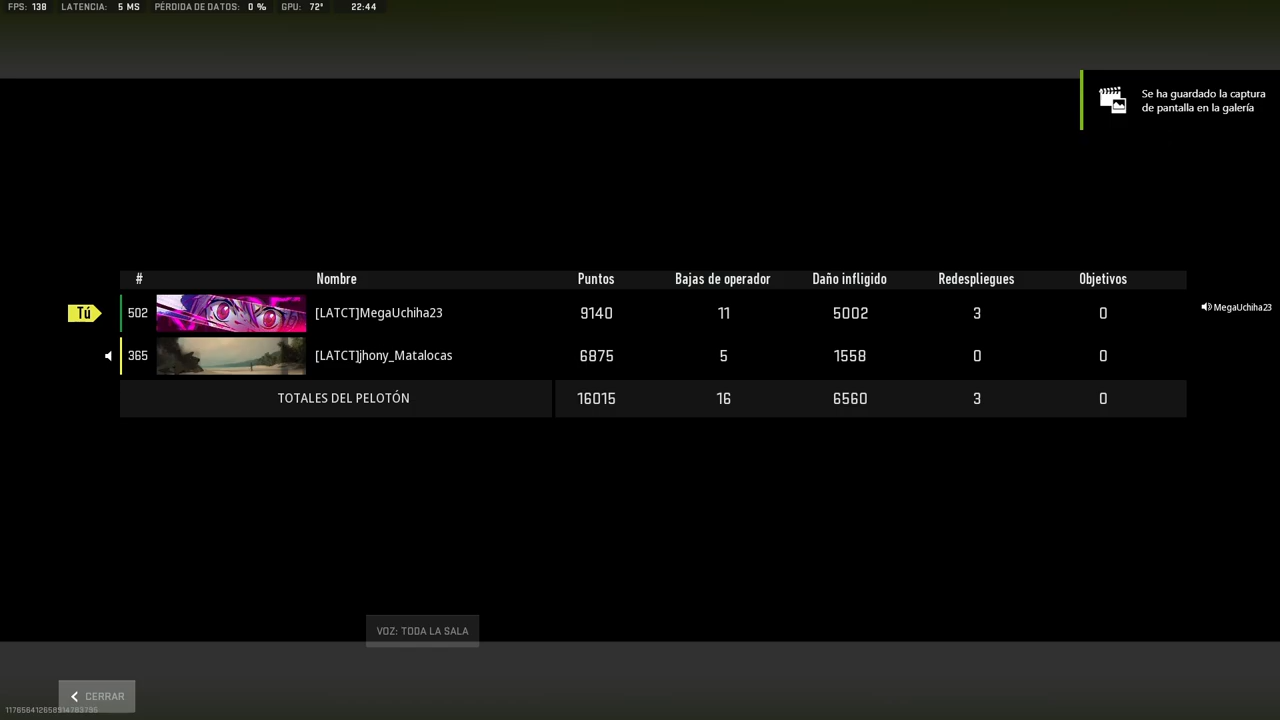 FPS: 138 LATENCIA: 5 MS PÉRDIDA DE DATOS: 0 % GPU: 72° 22:44
Se ha guardado la captura
de pantalla en la galería
# Nombre Puntos Bajas de operador Daño infligido Redespliegues Objetivos
Tú 502 [LATCT]MegaUchiha23 9140 11 5002 3 0
MegaUchiha23
365 [LATCT]jhony_Matalocas 6875 5 1558 0 0
TOTALES DEL PELOTÓN 16015 16 6560 3 0
VOZ: TODA LA SALA
CERRAR